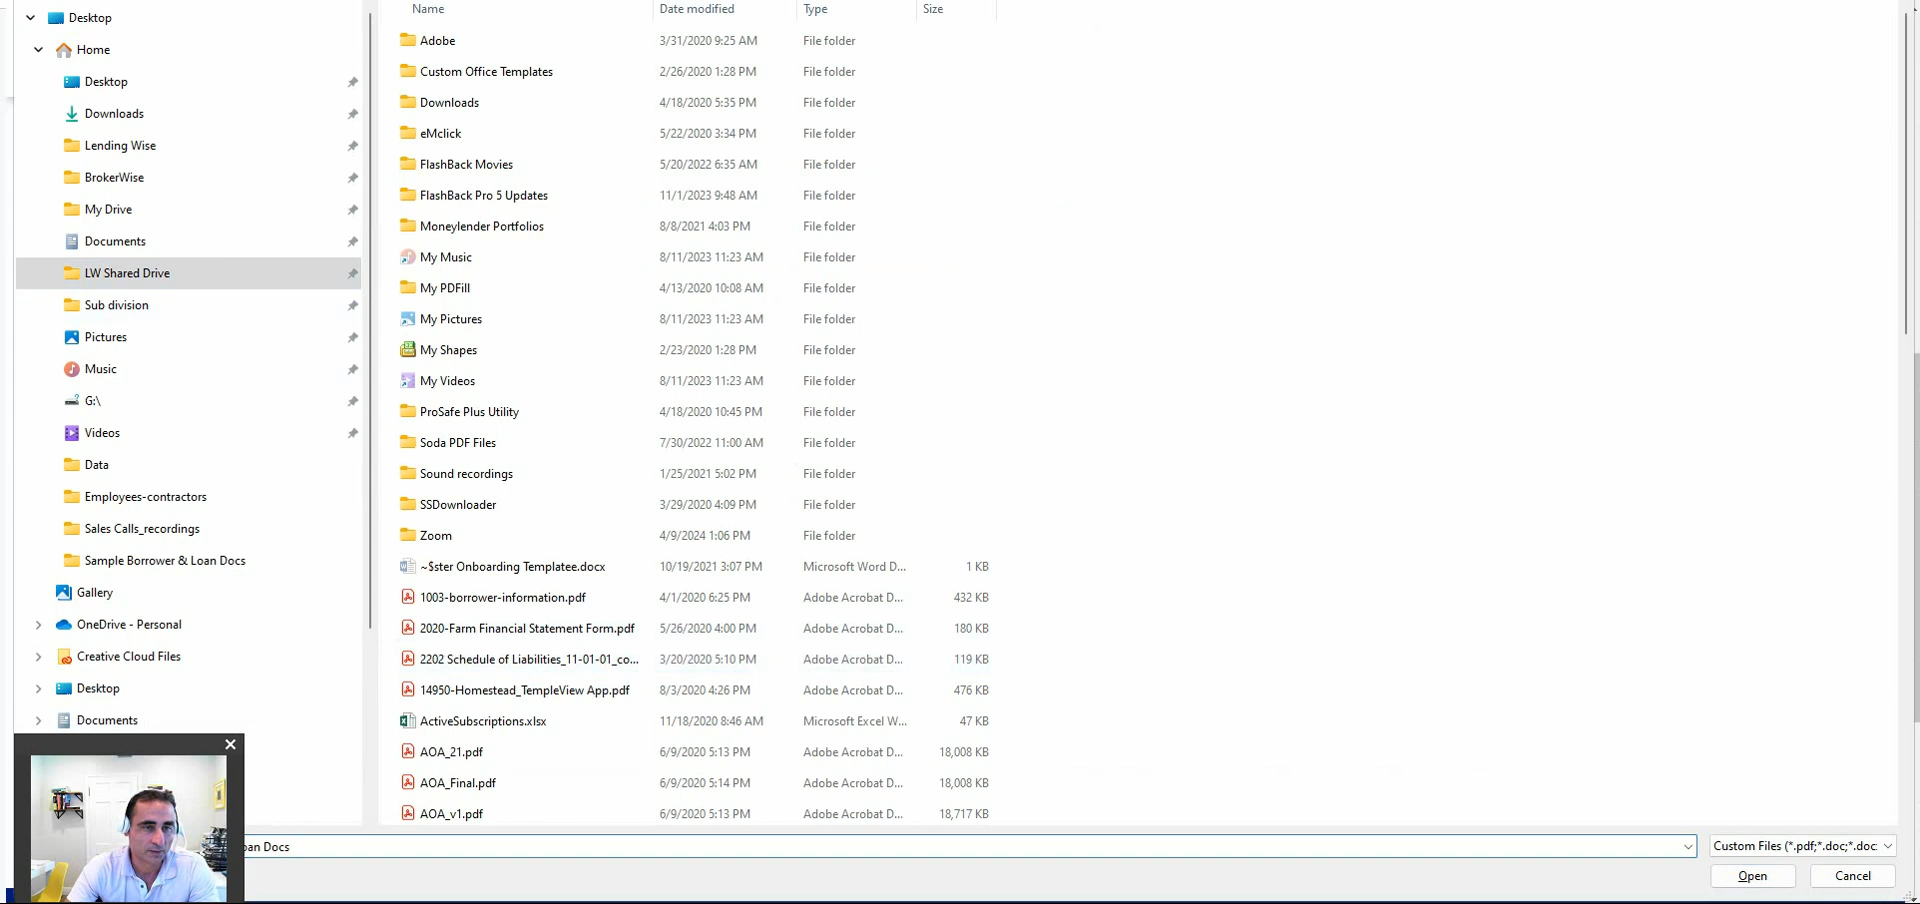 Desktop
Home
Desktop
Downloads
Lending Wise
BrokerWise
My Drive
Documents
LW Shared Drive
Sub division
Pictures
Music
G:\
Videos
Data
Employees-contractors
Sales Calls_recordings
Sample Borrower & Loan Docs
Gallery
OneDrive - Personal
Creative Cloud Files
Desktop
Documents
Name Date modified Type Size
Adobe 3/31/2020 9:25 AM File folder
Custom Office Templates 2/26/2020 1:28 PM File folder
Downloads 4/18/2020 5:35 PM File folder
eMclick 5/22/2020 3:34 PM File folder
FlashBack Movies 5/20/2022 6:35 AM File folder
FlashBack Pro 5 Updates 11/1/2023 9:48 AM File folder
Moneylender Portfolios 8/8/2021 4:03 PM File folder
My Music 8/11/2023 11:23 AM File folder
My PDFill 4/13/2020 10:08 AM File folder
My Pictures 8/11/2023 11:23 AM File folder
My Shapes 2/23/2020 1:28 PM File folder
My Videos 8/11/2023 11:23 AM File folder
ProSafe Plus Utility 4/18/2020 10:45 PM File folder
Soda PDF Files 7/30/2022 11:00 AM File folder
Sound recordings 1/25/2021 5:02 PM File folder
SSDownloader 3/29/2020 4:09 PM File folder
Zoom 4/9/2024 1:06 PM File folder
~$ster Onboarding Templatee.docx 10/19/2021 3:07 PM Microsoft Word D... 1 KB
1003-borrower-information.pdf 4/1/2020 6:25 PM Adobe Acrobat D... 432 KB
2020-Farm Financial Statement Form.pdf 5/26/2020 4:00 PM Adobe Acrobat D... 180 KB
2202 Schedule of Liabilities_11-01-01_co... 3/20/2020 5:10 PM Adobe Acrobat D... 119 KB
14950-Homestead_TempleView App.pdf 8/3/2020 4:26 PM Adobe Acrobat D... 476 KB
ActiveSubscriptions.xlsx 11/18/2020 8:46 AM Microsoft Excel W... 47 KB
AOA_21.pdf 6/9/2020 5:13 PM Adobe Acrobat D... 18,008 KB
AOA_Final.pdf 6/9/2020 5:14 PM Adobe Acrobat D... 18,008 KB
AOA_v1.pdf 6/9/2020 5:13 PM Adobe Acrobat D... 18,717 KB
oan Docs Custom Files (*.pdf;*.doc;*.doc:
Open Cancel